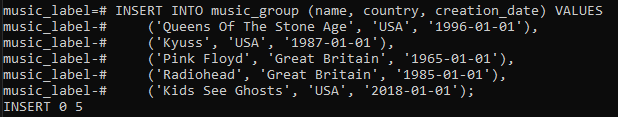 music_label=# INSERT INTO music_group (name, country, creation_date) VALUES
music_label-#     ('Queens Of The Stone Age', 'USA', '1996-01-01'),
music_label-#     ('Kyuss', 'USA', '1987-01-01'),
music_label-#     ('Pink Floyd', 'Great Britain', '1965-01-01'),
music_label-#     ('Radiohead', 'Great Britain', '1985-01-01'),
music_label-#     ('Kids See Ghosts', 'USA', '2018-01-01');
INSERT 0 5